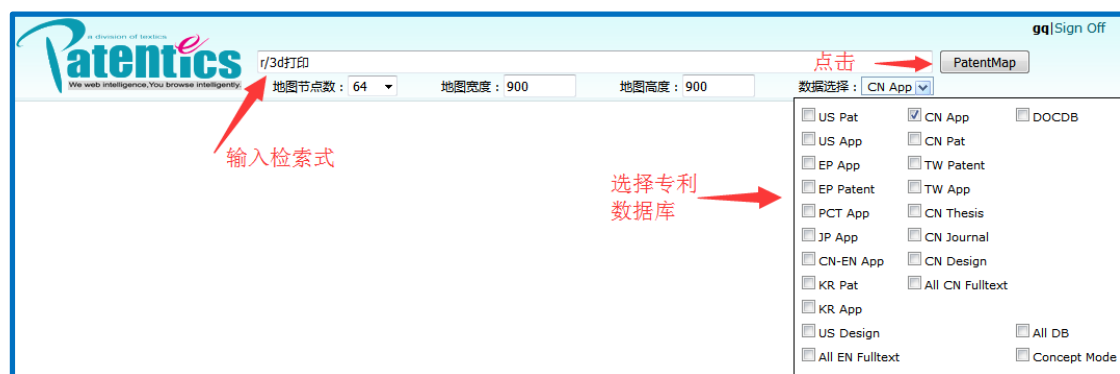 gq|Sign Off
a division of textics
Patentics
We web intelligence,You browse intelligently.
r/3d打印
点击
PatentMap
地图节点数： 64
地图宽度： 900
地图高度： 900
数据选择： CN App
输入检索式
选择专利
数据库
US Pat CN App DOCDB
US App CN Pat
EP App TW Patent
EP Patent TW App
PCT App CN Thesis
JP App CN Journal
CN-EN App CN Design
KR Pat All CN Fulltext
KR App
US Design All DB
All EN Fulltext Concept Mode